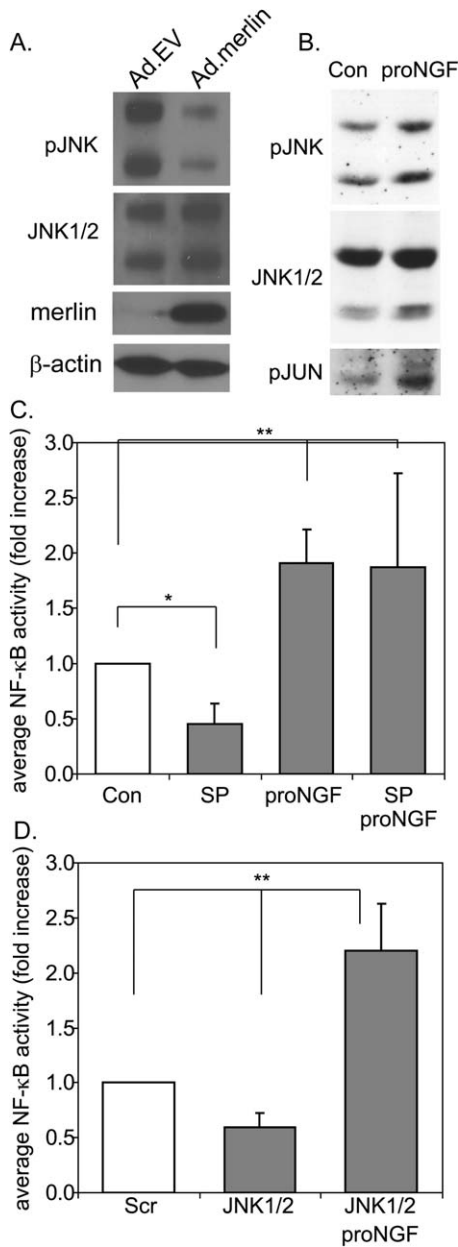 A.
Ad.EV Ad.merlin
pJNK
JNK1/2
merlin
β-actin
B.
Con proNGF
pJNK
JNK1/2
pJUN
C.
average NF-κB activity (fold increase)
3.0
2.5
2.0
1.5
1.0
0.5
0.0
**
*
Con SP proNGF SP
proNGF
D.
average NF-κB activity (fold increase)
3.0
2.5
2.0
1.5
1.0
0.5
0.0
**
Scr JNK1/2 JNK1/2
proNGF